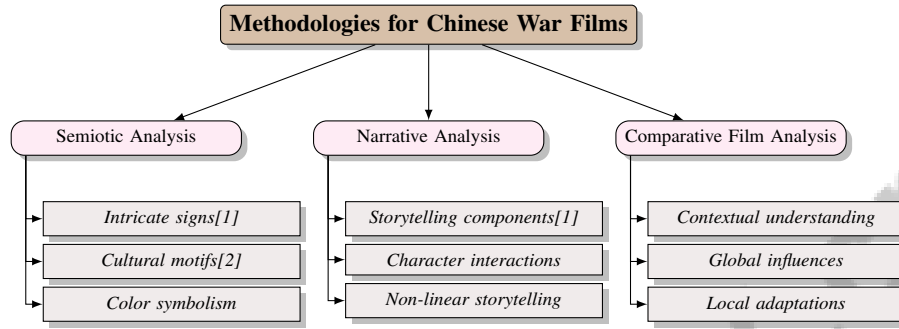 Methodologies for Chinese War Films
Semiotic Analysis
Narrative Analysis
Comparative Film Analysis
Intricate signs[1]
Storytelling components[1]
Contextual understanding
Cultural motifs[2]
Character interactions
Global influences
Color symbolism
Non-linear storytelling
Local adaptations